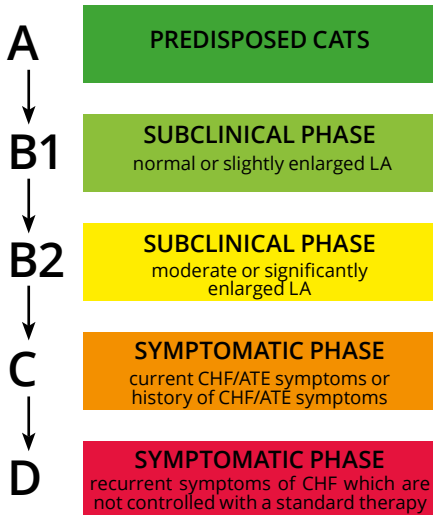 A
PREDISPOSED CATS
B1
SUBCLINICAL PHASE
normal or slightly enlarged LA
B2
SUBCLINICAL PHASE
moderate or significantly
enlarged LA
C
SYMPTOMATIC PHASE
current CHF/ATE symptoms or
history of CHF/ATE symptoms
D
SYMPTOMATIC PHASE
recurrent symptoms of CHF which are
not controlled with a standard therapy